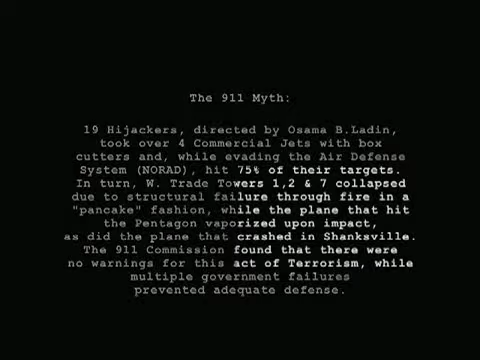 The 911 Myth:
19 Hijackers, directed by Osama B.Ladin,
took over 4 Commercial Jets with box
cutters and, while evading the Air Defense
System (NORAD), hit 75% of their targets.
In turn, W. Trade Towers 1,2 & 7 collapsed
due to structural failure through fire in a
"pancake" fashion, while the plane that hit
the Pentagon vaporized upon impact,
as did the plane that crashed in Shanksville.
The 911 Commission found that there were
no warnings for this act of Terrorism, while
multiple government failures
prevented adequate defense.